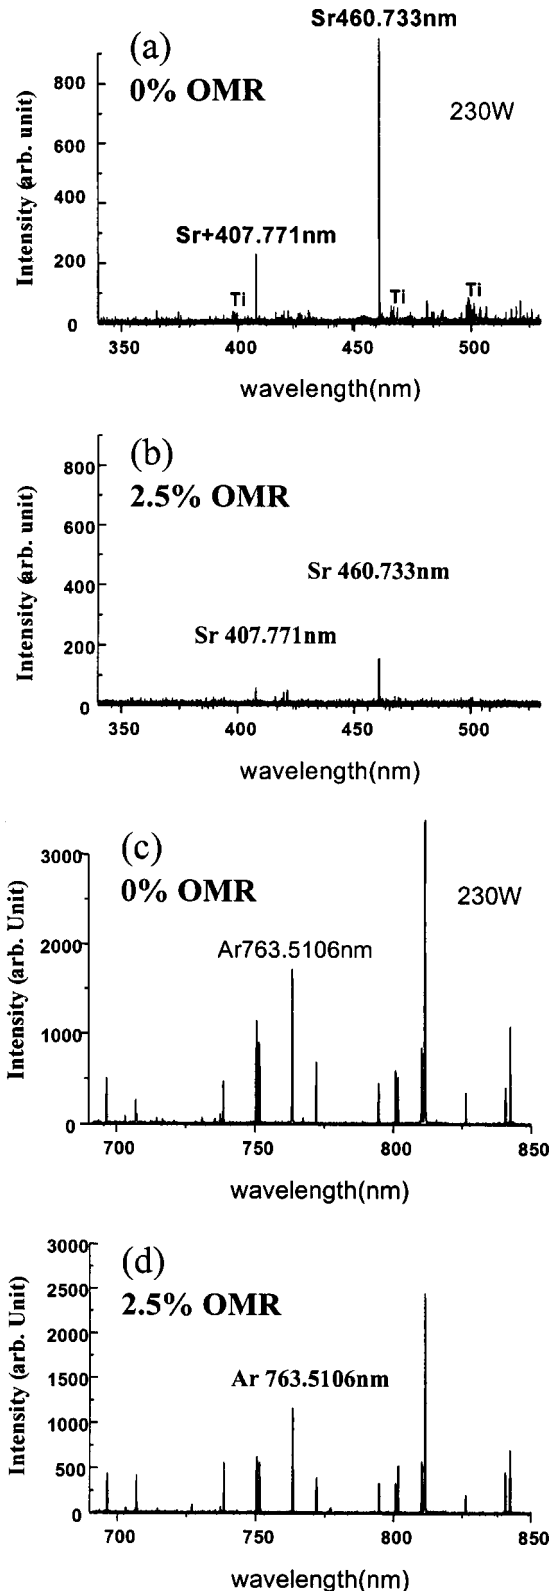 Sr460.733nm
(a)
0% OMR
230W
Sr+407.771nm
Ti
Ti
Ti
Intensity (arb. unit)
800
600
400
200
0
350
400
450
500
wavelength(nm)
(b)
2.5% OMR
Sr 460.733nm
Sr 407.771nm
Intensity (arb. unit)
800
600
400
200
0
350
400
450
500
wavelength(nm)
(c)
0% OMR
230W
Ar763.5106nm
Intensity (arb. Unit)
3000
2000
1000
0
700
750
800
850
wavelength(nm)
(d)
2.5% OMR
Ar 763.5106nm
Intensity (arb. Unit)
3000
2500
2000
1500
1000
500
0
700
750
800
850
wavelength(nm)